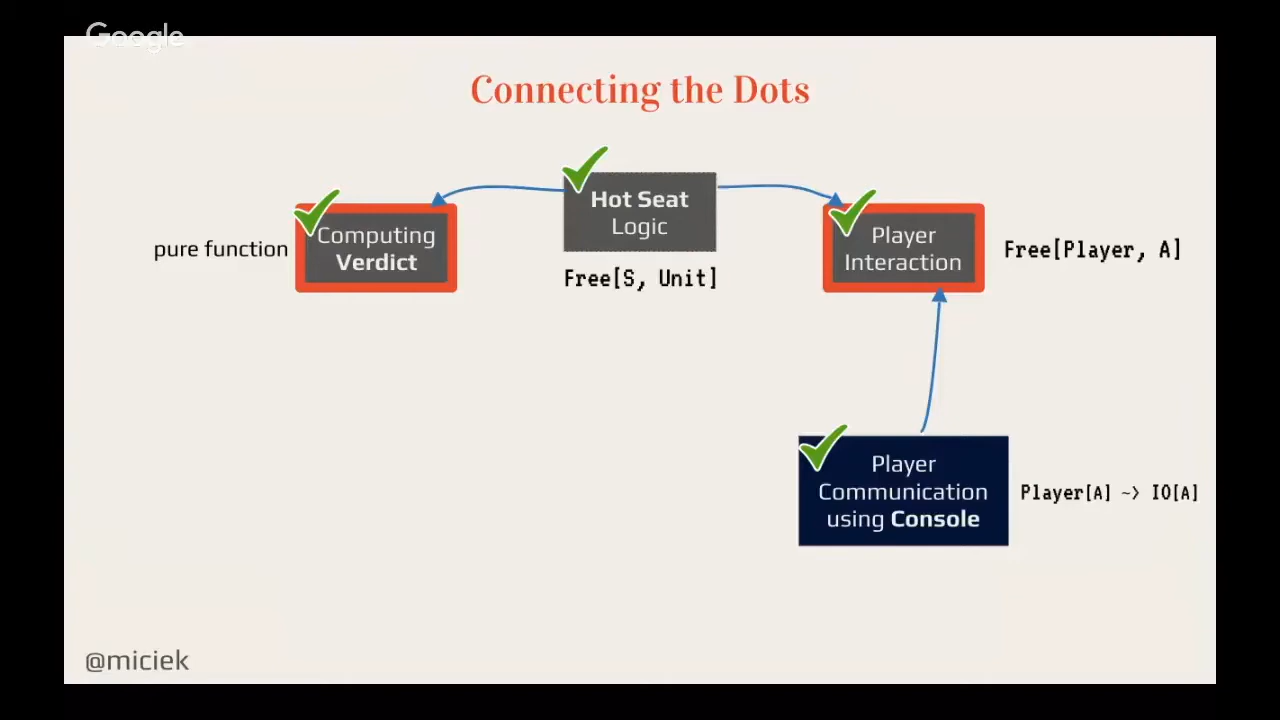 Google
Connecting the Dots
Hot Seat
Logic
Free[S, Unit]
pure function
Computing
Verdict
Player
Interaction
Free[Player, A]
Player
Communication
using Console
Player[A] ~> IO[A]
@miciek